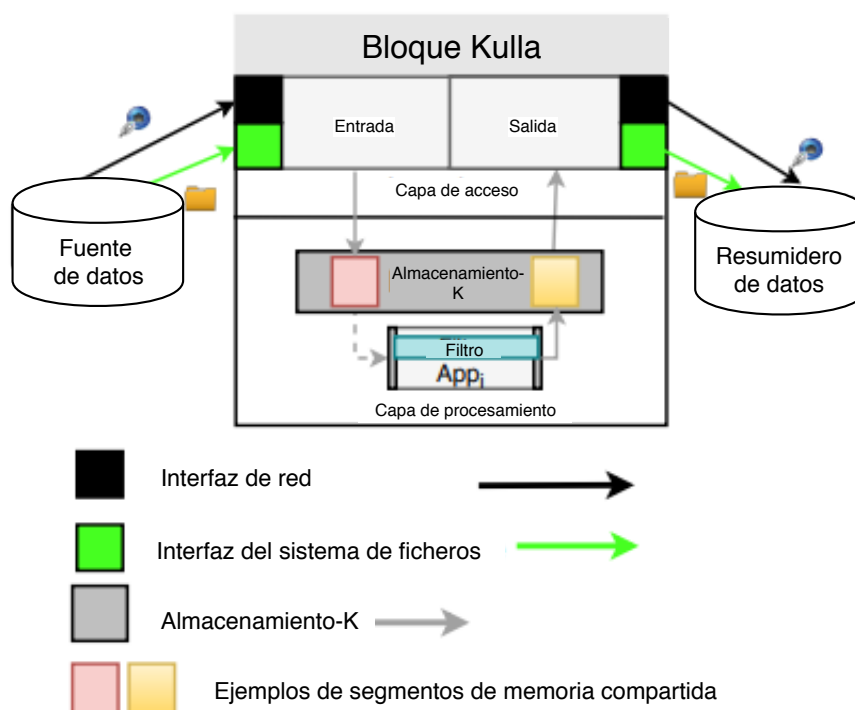 Bloque Kulla
Entrada
Salida
Capa de acceso
Fuente
de datos
Resumidero
de datos
Almacenamiento-
K
Filtro
Appᵢ
Capa de procesamiento
Interfaz de red
Interfaz del sistema de ficheros
Almacenamiento-K
Ejemplos de segmentos de memoria compartida